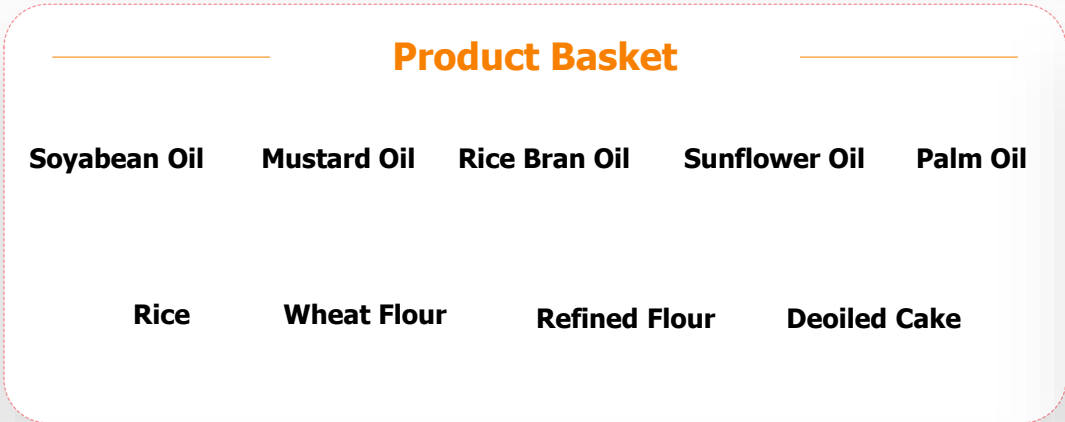 Product Basket
Soyabean Oil Mustard Oil Rice Bran Oil Sunflower Oil Palm Oil
Rice Wheat Flour Refined Flour Deoiled Cake